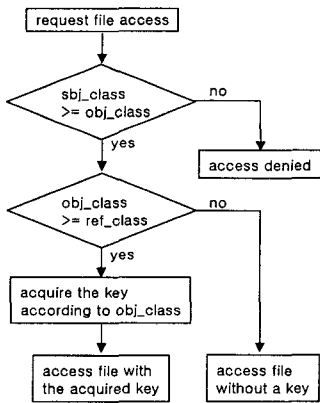 request file access
sbj_class
>= obj_class
no
yes
access denied
obj_class
>= ref_class
no
yes
acquire the key
according to obj_class
access file with
the acquired key
access file
without a key